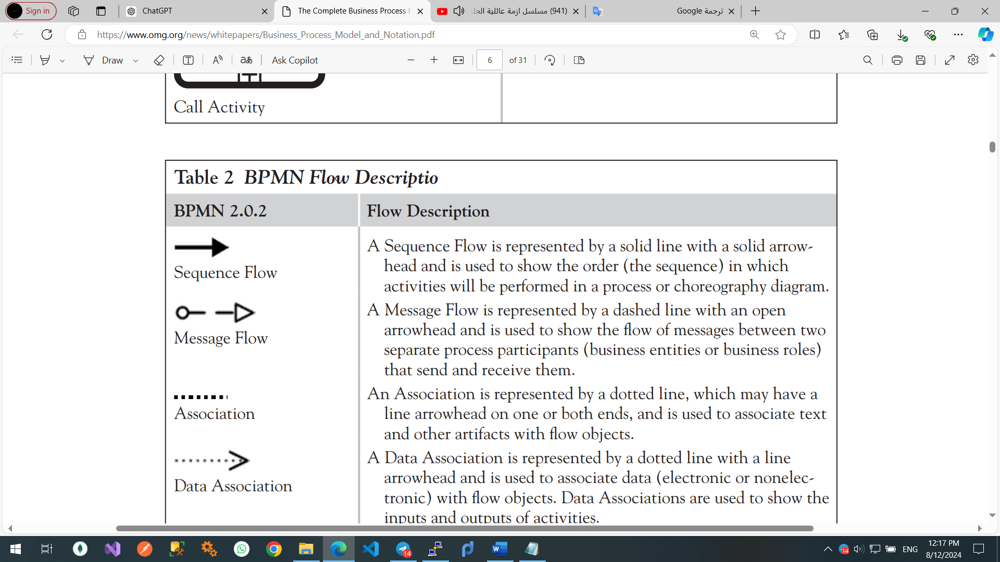 Sign in
ChatGPT
The Complete Business Process H
(941) مسلسل ازمة عائلية الحل
ترجمة Google
https://www.omg.org/news/whitepapers/Business_Process_Model_and_Notation.pdf
Draw
aあ
Ask Copilot
6
of 31
Call Activity
Table 2 BPMN Flow Descriptio
BPMN 2.0.2
Flow Description
Sequence Flow
A Sequence Flow is represented by a solid line with a solid arrow-
head and is used to show the order (the sequence) in which
activities will be performed in a process or choreography diagram.
Message Flow
A Message Flow is represented by a dashed line with an open
arrowhead and is used to show the flow of messages between two
separate process participants (business entities or business roles)
that send and receive them.
Association
An Association is represented by a dotted line, which may have a
line arrowhead on one or both ends, and is used to associate text
and other artifacts with flow objects.
Data Association
A Data Association is represented by a dotted line with a line
arrowhead and is used to associate data (electronic or nonelec-
tronic) with flow objects. Data Associations are used to show the
inputs and outputs of activities.
14
14
ENG
12:17 PM
8/12/2024